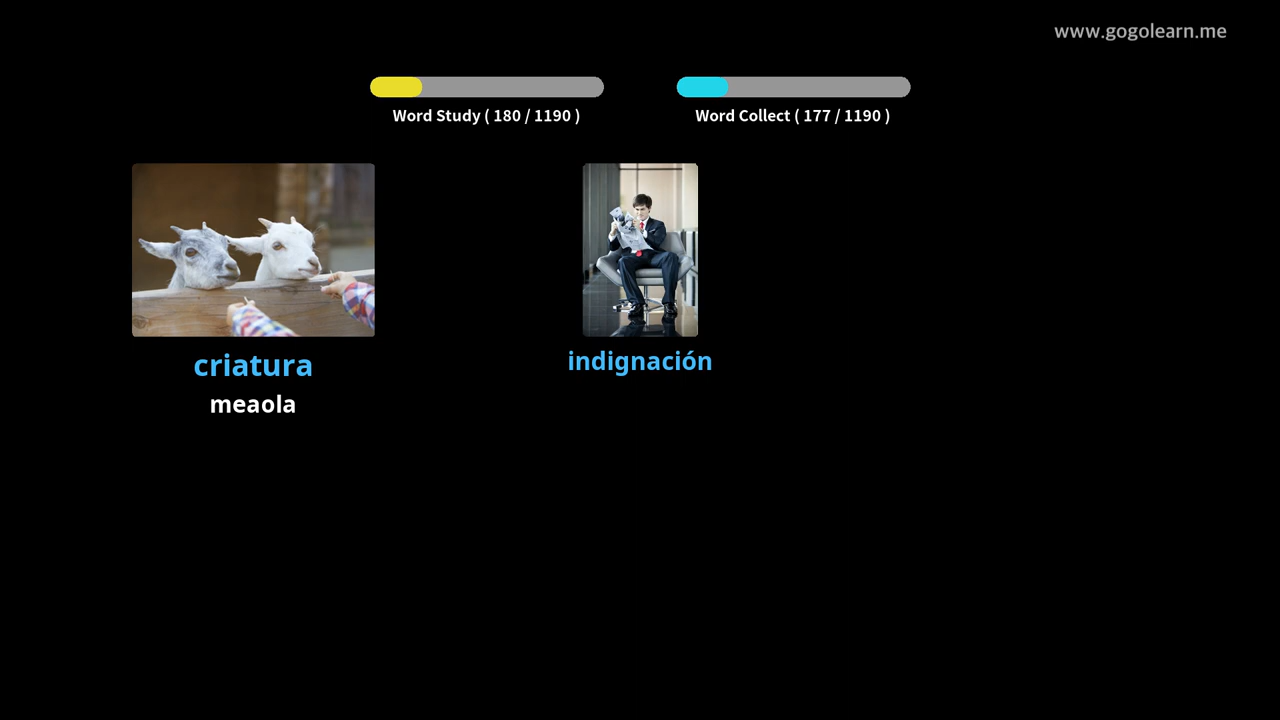 www.gogolearn.me
Word Study ( 180 / 1190 )
Word Collect ( 177 / 1190 )
criatura
meaola
indignación